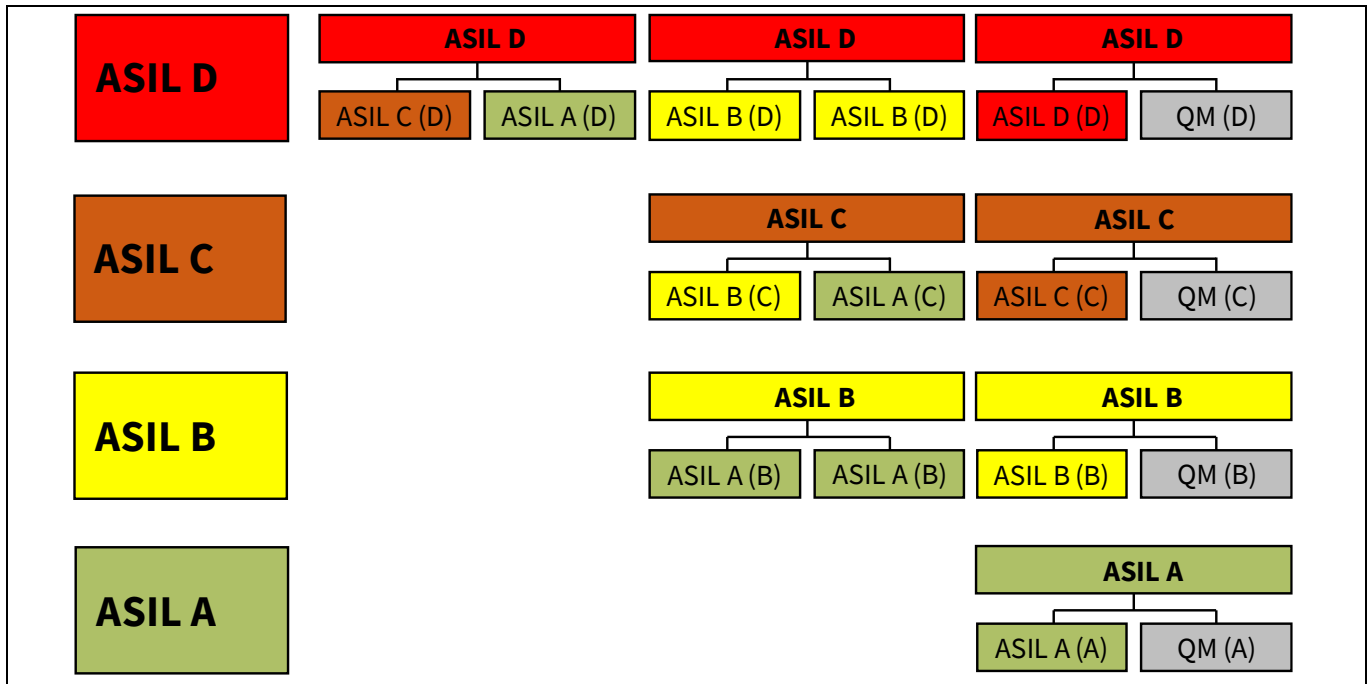 ASIL D
ASIL D
ASIL D
ASIL D
ASIL C (D)
ASIL A (D)
ASIL B (D)
ASIL B (D)
ASIL D (D)
QM (D)
ASIL C
ASIL C
ASIL C
ASIL B (C)
ASIL A (C)
ASIL C (C)
QM (C)
ASIL B
ASIL B
ASIL B
ASIL A (B)
ASIL A (B)
ASIL B (B)
QM (B)
ASIL A
ASIL A
ASIL A (A)
QM (A)